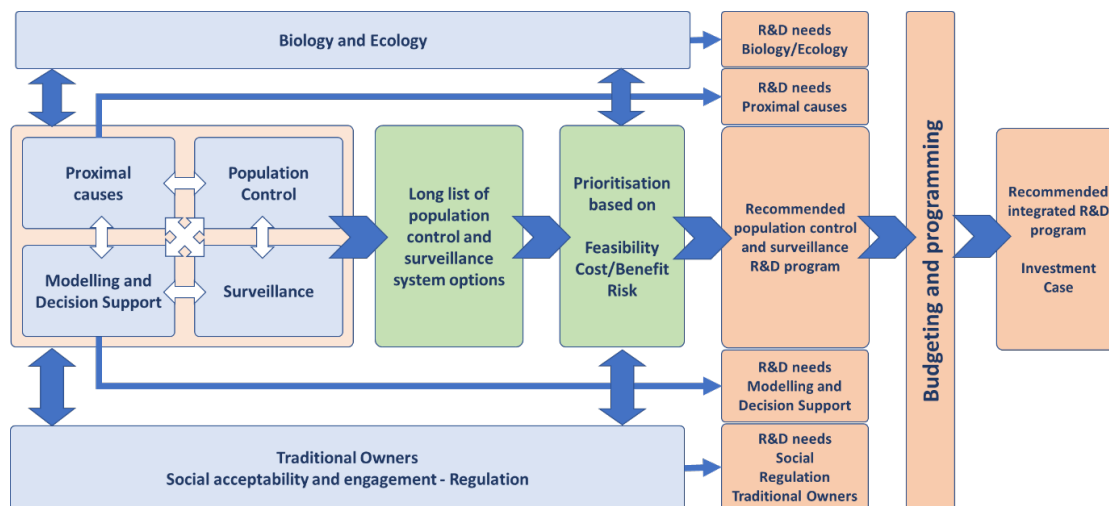 Biology and Ecology
R&D needs
Biology/Ecology
R&D needs
Proximal causes
Proximal
causes
Population
Control
Modelling and
Decision Support
Surveillance
Long list of
population
control and
surveillance
system options
Prioritisation
based on
Feasibility
Cost/Benefit
Risk
Recommended
population control
and surveillance
R&D program
Budgeting and programming
Recommended
integrated R&D
program
Investment
Case
R&D needs
Modelling and
Decision Support
Traditional Owners
Social acceptability and engagement - Regulation
R&D needs
Social
Regulation
Traditional Owners